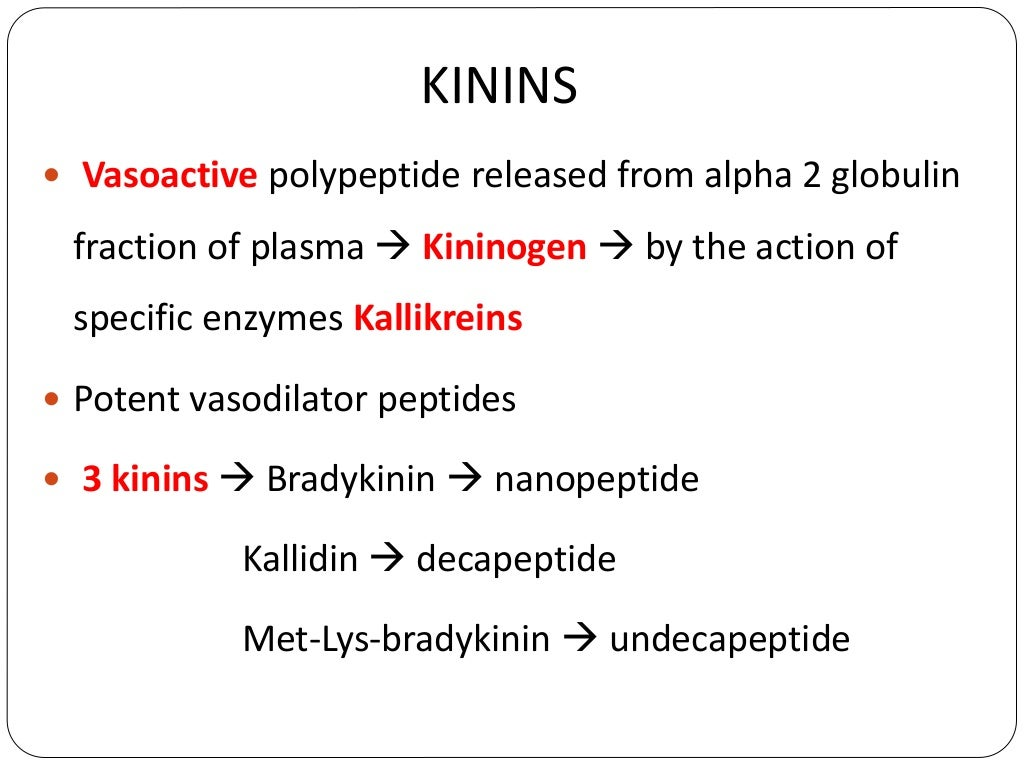 KININS
• Vasoactive polypeptide released from alpha 2 globulin
fraction of plasma → Kininogen → by the action of
specific enzymes Kallikreins
• Potent vasodilator peptides
• 3 kinins → Bradykinin → nanopeptide
Kallidin → decapeptide
Met-Lys-bradykinin → undecapeptide